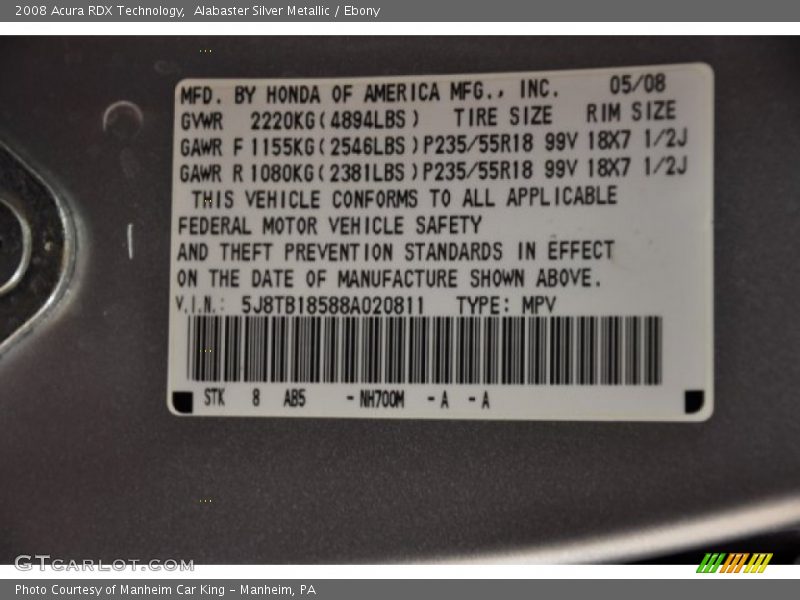 2008 Acura RDX Technology, Alabaster Silver Metallic / Ebony
MFD. BY HONDA OF AMERICA MFG., INC. 05/08
GVWR 2220KG(4894LBS) TIRE SIZE RIM SIZE
GAWR F 1155KG(2546LBS) P235/55R18 99V 18X7 1/2J
GAWR R 1080KG(2381LBS) P235/55R18 99V 18X7 1/2J
THIS VEHICLE CONFORMS TO ALL APPLICABLE
FEDERAL MOTOR VEHICLE SAFETY
AND THEFT PREVENTION STANDARDS IN EFFECT
ON THE DATE OF MANUFACTURE SHOWN ABOVE.
V.I.N.: 5J8TB18588A020811 TYPE: MPV
STK 8 AB5 -NH700M -A -A
GTCARLOT.COM
Photo Courtesy of Manheim Car King - Manheim, PA